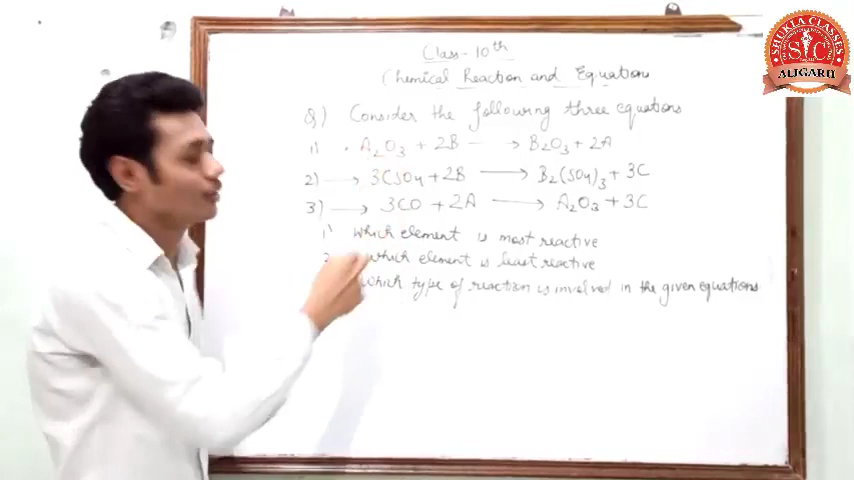 Class-10th
Chemical Reaction and Equation
Q) Consider the following three equations
1) A2O3 + 2B → B2O3 + 2A
2) → 3CSO4 + 2B → B2(SO4)3 + 3C
3) → 3CO + 2A → A2O3 + 3C
1) which element is most reactive
2 which element is least reactive
which type of reaction is involved in the given equations
SHUKLA CLASSES
SC
ALIGARH